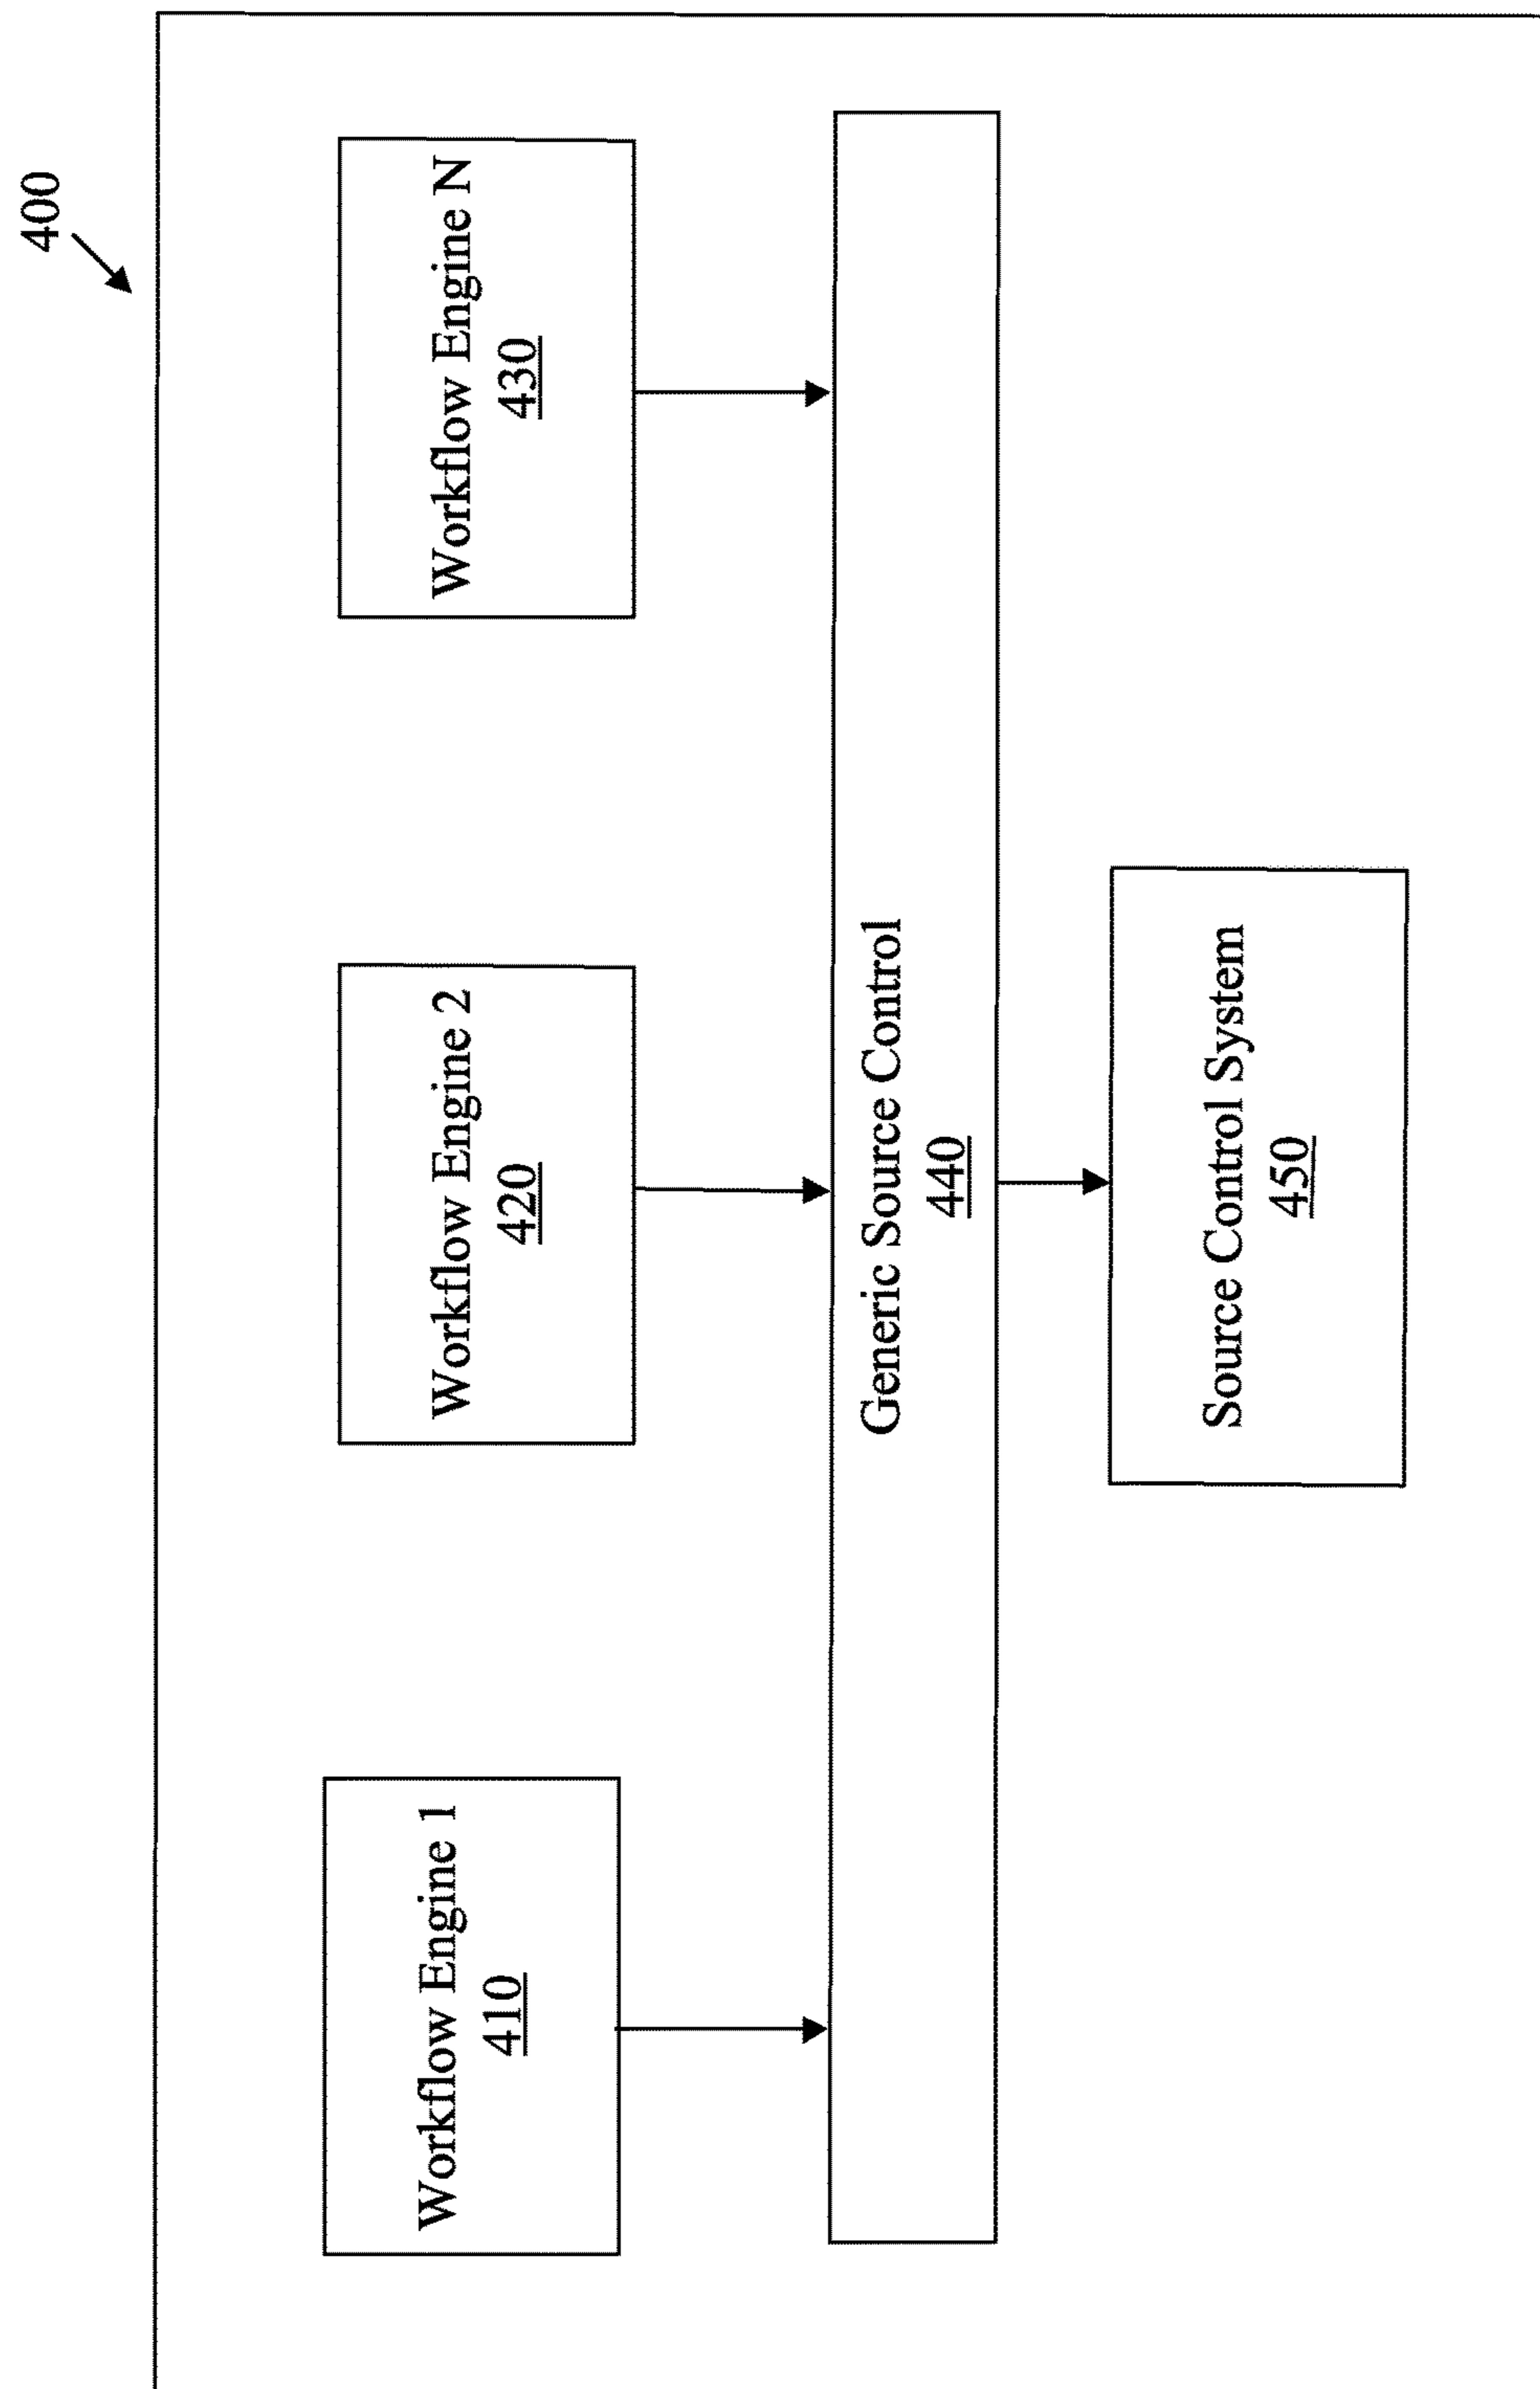 400
Workflow Engine 1
410
Workflow Engine 2
420
Workflow Engine N
430
Generic Source Control
440
Source Control System
450